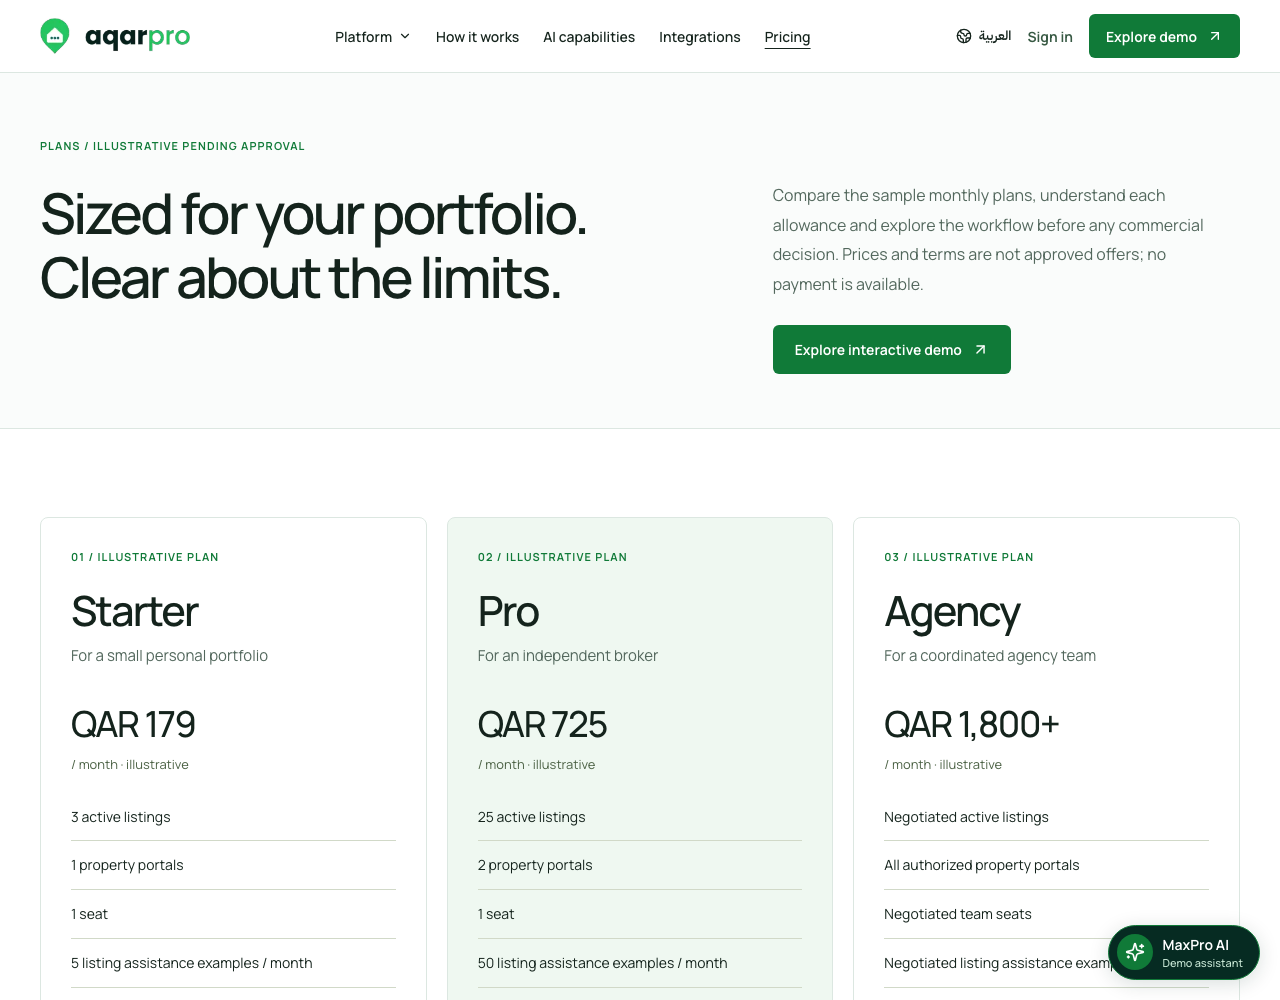 aqarpro
Platform
How it works
AI capabilities
Integrations
Pricing
العربية
Sign in
Explore demo
PLANS / ILLUSTRATIVE PENDING APPROVAL
Sized for your portfolio.
Clear about the limits.
Compare the sample monthly plans, understand each
allowance and explore the workflow before any commercial
decision. Prices and terms are not approved offers; no
payment is available.
Explore interactive demo
01 / ILLUSTRATIVE PLAN
Starter
For a small personal portfolio
QAR 179
/ month · illustrative
3 active listings
1 property portals
1 seat
5 listing assistance examples / month
02 / ILLUSTRATIVE PLAN
Pro
For an independent broker
QAR 725
/ month · illustrative
25 active listings
2 property portals
1 seat
50 listing assistance examples / month
03 / ILLUSTRATIVE PLAN
Agency
For a coordinated agency team
QAR 1,800+
/ month · illustrative
Negotiated active listings
All authorized property portals
Negotiated team seats
Negotiated listing assistance
MaxPro AI
Demo assistant